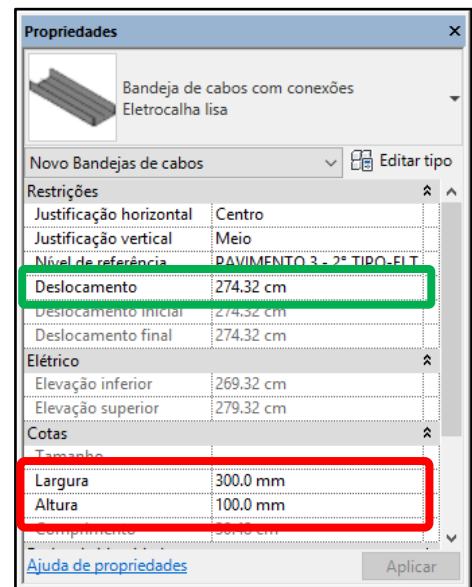 Propriedades ×
Bandeja de cabos com conexões
Eletrocalha lisa
Novo Bandejas de cabos Editar tipo
Restrições
Justificação horizontal Centro
Justificação vertical Meio
Nível de referência PAVIMENTO 3 - 2° TIPO-ELT
Deslocamento 274.32 cm
Deslocamento inicial 274.32 cm
Deslocamento final 274.32 cm
Elétrico
Elevação inferior 269.32 cm
Elevação superior 279.32 cm
Cotas
Tamanho
Largura 300.0 mm
Altura 100.0 mm
Comprimento
Ajuda de propriedades Aplicar